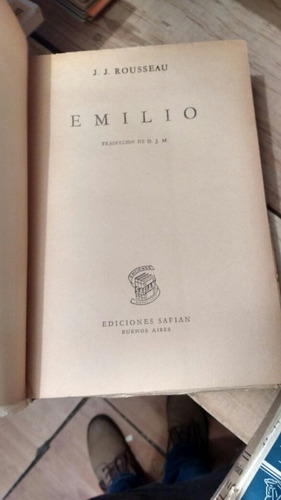 J. J. ROUSSEAU
EMILIO
TRADUCCIÓN DE D. J. M.
EDICIONES SAFIAN
BUENOS AIRES